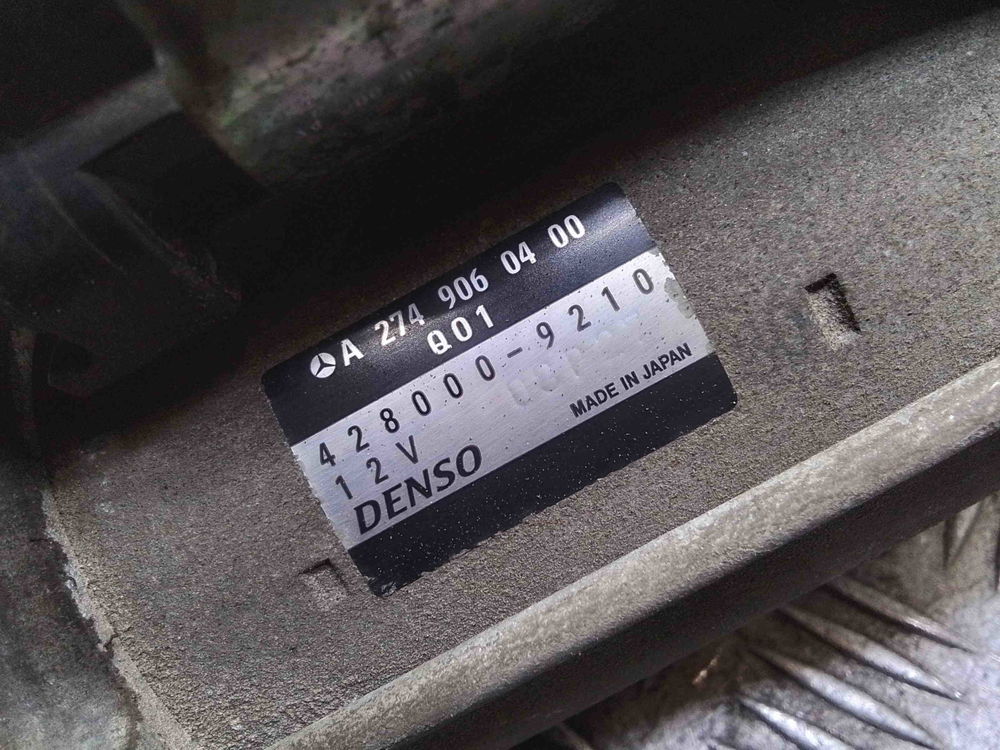 A 274 906 04 00
Q01
428000-9210
12V
DENSO
MADE IN JAPAN